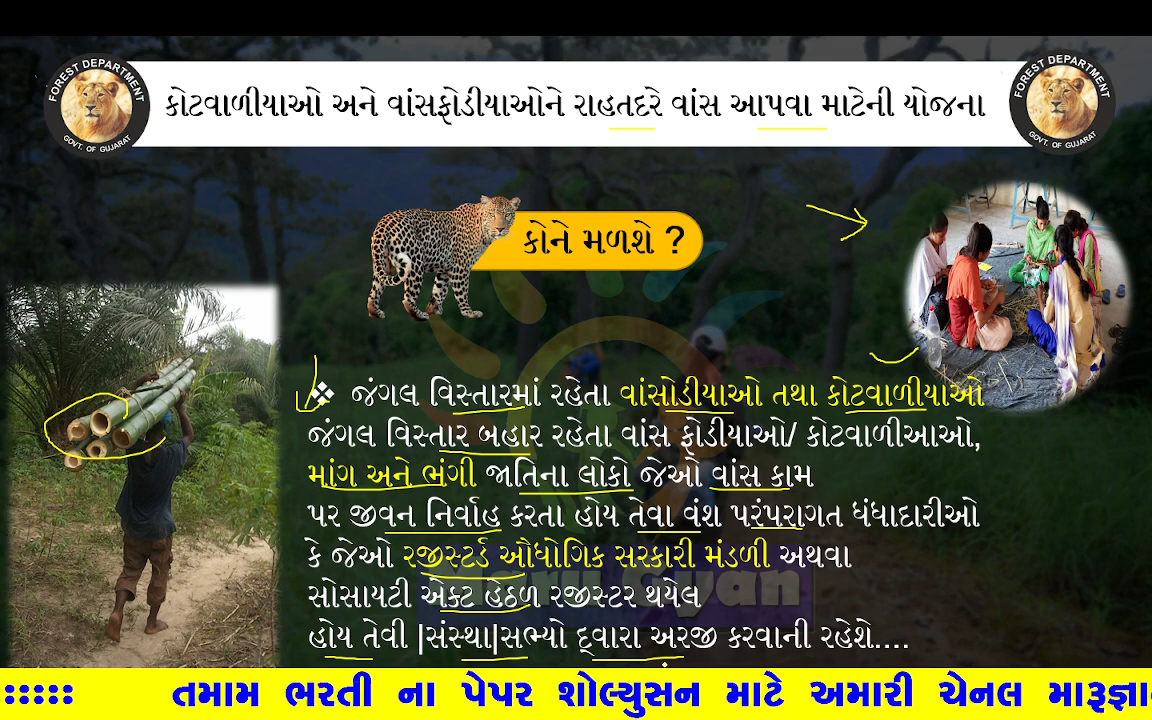 FOREST DEPARTMENT
GOVT. OF GUJARAT
કોટવાળીયાઓ અને વાંસફોડીયાઓને રાહતદરે વાંસ આપવા માટેની યોજના
FOREST DEPARTMENT
GOVT. OF GUJARAT
કોને મળશે ?
❖ જંગલ વિસ્તારમાં રહેતા વાંસોડીયાઓ તથા કોટવાળીયાઓ
જંગલ વિસ્તાર બહાર રહેતા વાંસ ફોડીયાઓ/ કોટવાળીઆઓ,
માંગ અને ભંગી જાતિના લોકો જેઓ વાંસ કામ
પર જીવન નિર્વાહ કરતા હોય તેવા વંશ પરંપરાગત ધંધાદારીઓ
કે જેઓ રજીસ્ટર્ડ ઔધોગિક સરકારી મંડળી અથવા
સોસાયટી એક્ટ હેઠળ રજીસ્ટર થયેલ
હોય તેવી |સંસ્થા|સભ્યો દ્વારા અરજી કરવાની રહેશે....
::::: તમામ ભરતી ના પેપર શોલ્યુસન માટે અમારી ચેનલ મારૂજ્ઞા